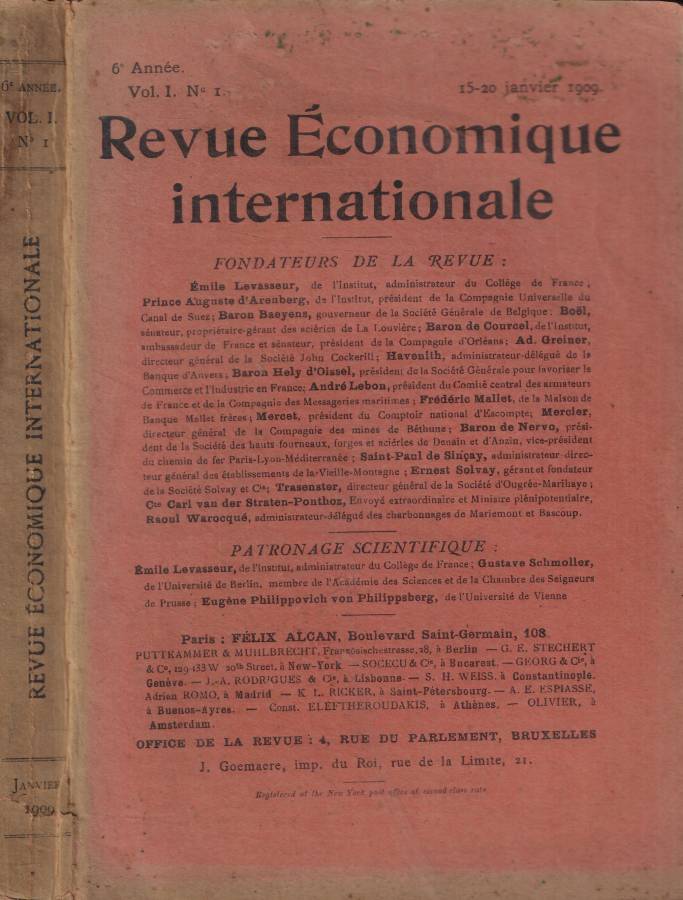 6e ANNÉE.
VOL. I.
No 1
REVUE ÉCONOMIQUE INTERNATIONALE
JANVIER
1909
6e Année.
Vol. I. No 1.
15-20 janvier 1909.
Revue Économique
internationale
FONDATEURS DE LA REVUE :
Émile Levasseur, de l'Institut, administrateur du Collège de France ;
Prince Auguste d'Arenberg, de l'Institut, président de la Compagnie Universelle du
Canal de Suez ; Baron Baeyens, gouverneur de la Société Générale de Belgique ; Boël,
sénateur, propriétaire-gérant des aciéries de La Louvière ; Baron de Courcel, de l'Institut,
ambassadeur de France et sénateur, président de la Compagnie d'Orléans ; Ad. Greiner,
directeur général de la Société John Cockerill ; Havenith, administrateur-délégué de la
Banque d'Anvers ; Baron Hely d'Oissel, président de la Société Générale pour favoriser le
Commerce et l'Industrie en France; André Lebon, président du Comité central des armateurs
de France et de la Compagnie des Messageries maritimes ; Frédéric Mallet, de la Maison de
Banque Mallet frères ; Mercet, président du Comptoir national d'Escompte; Mercier,
directeur général de la Compagnie des mines de Béthune ; Baron de Nervo, prési-
dent de la Société des hauts-fourneaux, forges et aciéries de Denain et d'Anzin, vice-président
du chemin de fer Paris-Lyon-Méditerranée ; Saint-Paul de Sinçay, administrateur-direc-
teur général des établissements de la Vieille-Montagne ; Ernest Solvay, gérant et fondateur
de la Société Solvay et Cie ; Trasenster, directeur général de la Société d'Ougrée-Marihaye ;
Cte Carl van der Straten-Ponthoz, Envoyé extraordinaire et Ministre plénipotentiaire,
Raoul Warocqué, administrateur-délégué des charbonnages de Mariemont et Bascoup.
PATRONAGE SCIENTIFIQUE :
Émile Levasseur, de l'Institut, administrateur du Collège de France ; Gustave Schmoller,
de l'Université de Berlin, membre de l'Académie des Sciences et de la Chambre des Seigneurs
de Prusse ; Eugène Philippovich von Philippsberg, de l'Université de Vienne
Paris : FÉLIX ALCAN, Boulevard Saint-Germain, 108.
PUTTKAMMER & MUHLBRECHT, Französischestrasse, 28, à Berlin — G. E. STECHERT
& Co, 129-133 W 20th Street, à New-York — SOCECU & Cie, à Bucarest. — GEORG & Cie, à
Genève. — J.-A. RODRIGUES & Cie, à Lisbonne. — S. H. WEISS, à Constantinople.
Adrian ROMO, à Madrid — K. L. RICKER, à Saint-Pétersbourg. — A. E. ESPIASSE,
à Buenos-Ayres. — Const. ELEFTHEROUDAKIS, à Athènes. — OLIVIER, à
Amsterdam.
OFFICE DE LA REVUE : 4, RUE DU PARLEMENT, BRUXELLES
J. Goemaere, imp. du Roi, rue de la Limite, 21.
Registered at the New York post office at second class rate